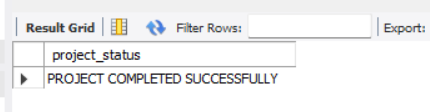 Result Grid Filter Rows: Export:
project_status
PROJECT COMPLETED SUCCESSFULLY